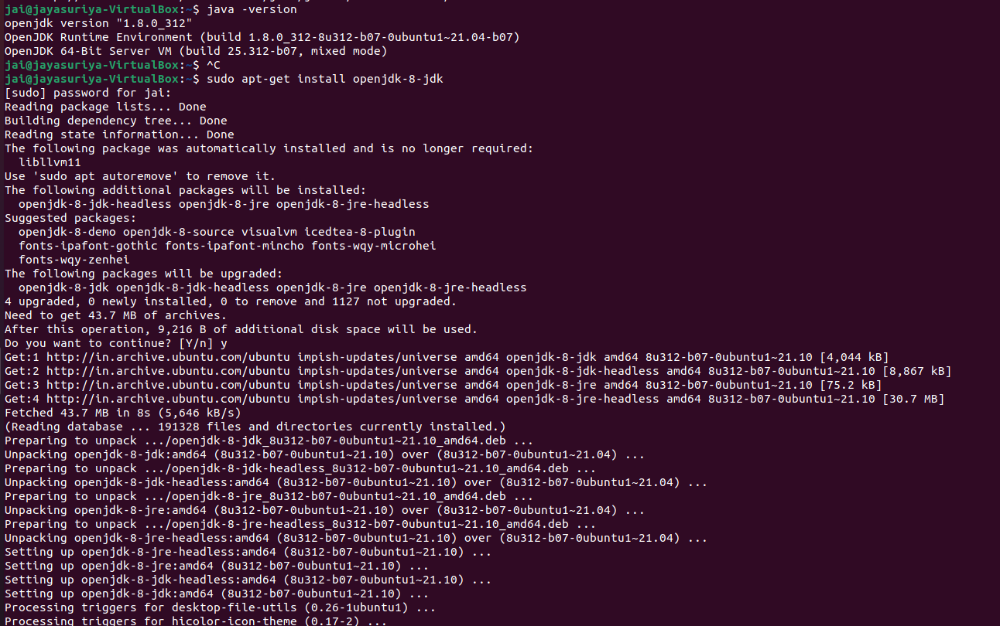 jai@jayasuriya-VirtualBox:~$ java -version
openjdk version "1.8.0_312"
OpenJDK Runtime Environment (build 1.8.0_312-8u312-b07-0ubuntu1~21.04-b07)
OpenJDK 64-Bit Server VM (build 25.312-b07, mixed mode)
jai@jayasuriya-VirtualBox:~$ ^C
jai@jayasuriya-VirtualBox:~$ sudo apt-get install openjdk-8-jdk
[sudo] password for jai:
Reading package lists... Done
Building dependency tree... Done
Reading state information... Done
The following package was automatically installed and is no longer required:
  libllvm11
Use 'sudo apt autoremove' to remove it.
The following additional packages will be installed:
  openjdk-8-jdk-headless openjdk-8-jre openjdk-8-jre-headless
Suggested packages:
  openjdk-8-demo openjdk-8-source visualvm icedtea-8-plugin
  fonts-ipafont-gothic fonts-ipafont-mincho fonts-wqy-microhei
  fonts-wqy-zenhei
The following packages will be upgraded:
  openjdk-8-jdk openjdk-8-jdk-headless openjdk-8-jre openjdk-8-jre-headless
4 upgraded, 0 newly installed, 0 to remove and 1127 not upgraded.
Need to get 43.7 MB of archives.
After this operation, 9,216 B of additional disk space will be used.
Do you want to continue? [Y/n] y
Get:1 http://in.archive.ubuntu.com/ubuntu impish-updates/universe amd64 openjdk-8-jdk amd64 8u312-b07-0ubuntu1~21.10 [4,044 kB]
Get:2 http://in.archive.ubuntu.com/ubuntu impish-updates/universe amd64 openjdk-8-jdk-headless amd64 8u312-b07-0ubuntu1~21.10 [8,867 kB]
Get:3 http://in.archive.ubuntu.com/ubuntu impish-updates/universe amd64 openjdk-8-jre amd64 8u312-b07-0ubuntu1~21.10 [75.2 kB]
Get:4 http://in.archive.ubuntu.com/ubuntu impish-updates/universe amd64 openjdk-8-jre-headless amd64 8u312-b07-0ubuntu1~21.10 [30.7 MB]
Fetched 43.7 MB in 8s (5,646 kB/s)
(Reading database ... 191328 files and directories currently installed.)
Preparing to unpack .../openjdk-8-jdk_8u312-b07-0ubuntu1~21.10_amd64.deb ...
Unpacking openjdk-8-jdk:amd64 (8u312-b07-0ubuntu1~21.10) over (8u312-b07-0ubuntu1~21.04) ...
Preparing to unpack .../openjdk-8-jdk-headless_8u312-b07-0ubuntu1~21.10_amd64.deb ...
Unpacking openjdk-8-jdk-headless:amd64 (8u312-b07-0ubuntu1~21.10) over (8u312-b07-0ubuntu1~21.04) ...
Preparing to unpack .../openjdk-8-jre_8u312-b07-0ubuntu1~21.10_amd64.deb ...
Unpacking openjdk-8-jre:amd64 (8u312-b07-0ubuntu1~21.10) over (8u312-b07-0ubuntu1~21.04) ...
Preparing to unpack .../openjdk-8-jre-headless_8u312-b07-0ubuntu1~21.10_amd64.deb ...
Unpacking openjdk-8-jre-headless:amd64 (8u312-b07-0ubuntu1~21.10) over (8u312-b07-0ubuntu1~21.04) ...
Setting up openjdk-8-jre-headless:amd64 (8u312-b07-0ubuntu1~21.10) ...
Setting up openjdk-8-jre:amd64 (8u312-b07-0ubuntu1~21.10) ...
Setting up openjdk-8-jdk-headless:amd64 (8u312-b07-0ubuntu1~21.10) ...
Setting up openjdk-8-jdk:amd64 (8u312-b07-0ubuntu1~21.10) ...
Processing triggers for desktop-file-utils (0.26-1ubuntu1) ...
Processing triggers for hicolor-icon-theme (0.17-2) ...